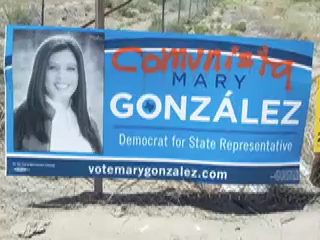 Comunista
MARY
GONZÁLEZ
Democrat for State Representative
votemarygonzalez.com